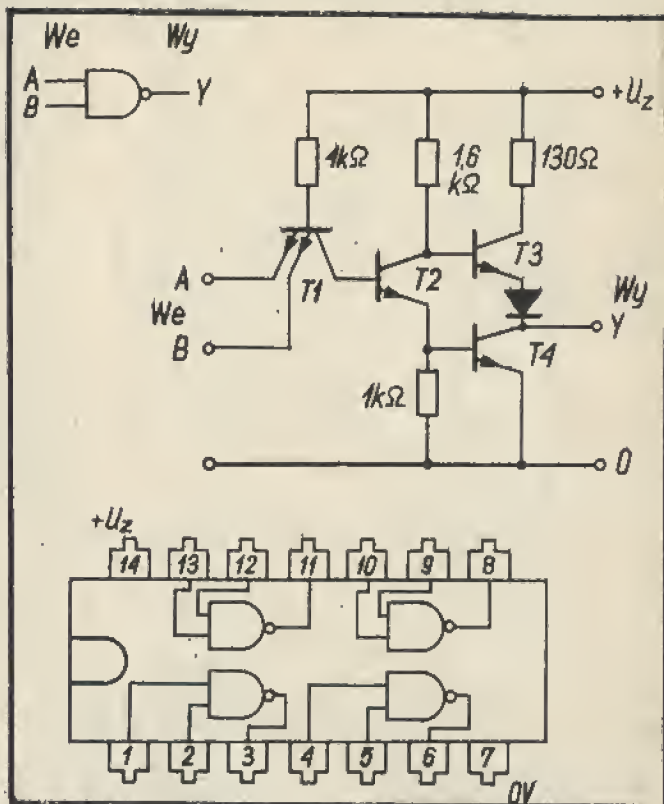 We Wy
A
B
Y
+Uz
4kΩ
1,6
kΩ
130Ω
A
We
B
T1
T2
T3
Wy
Y
T4
1kΩ
0
+Uz
14 13 12 11 10 9 8
1 2 3 4 5 6 7
0V